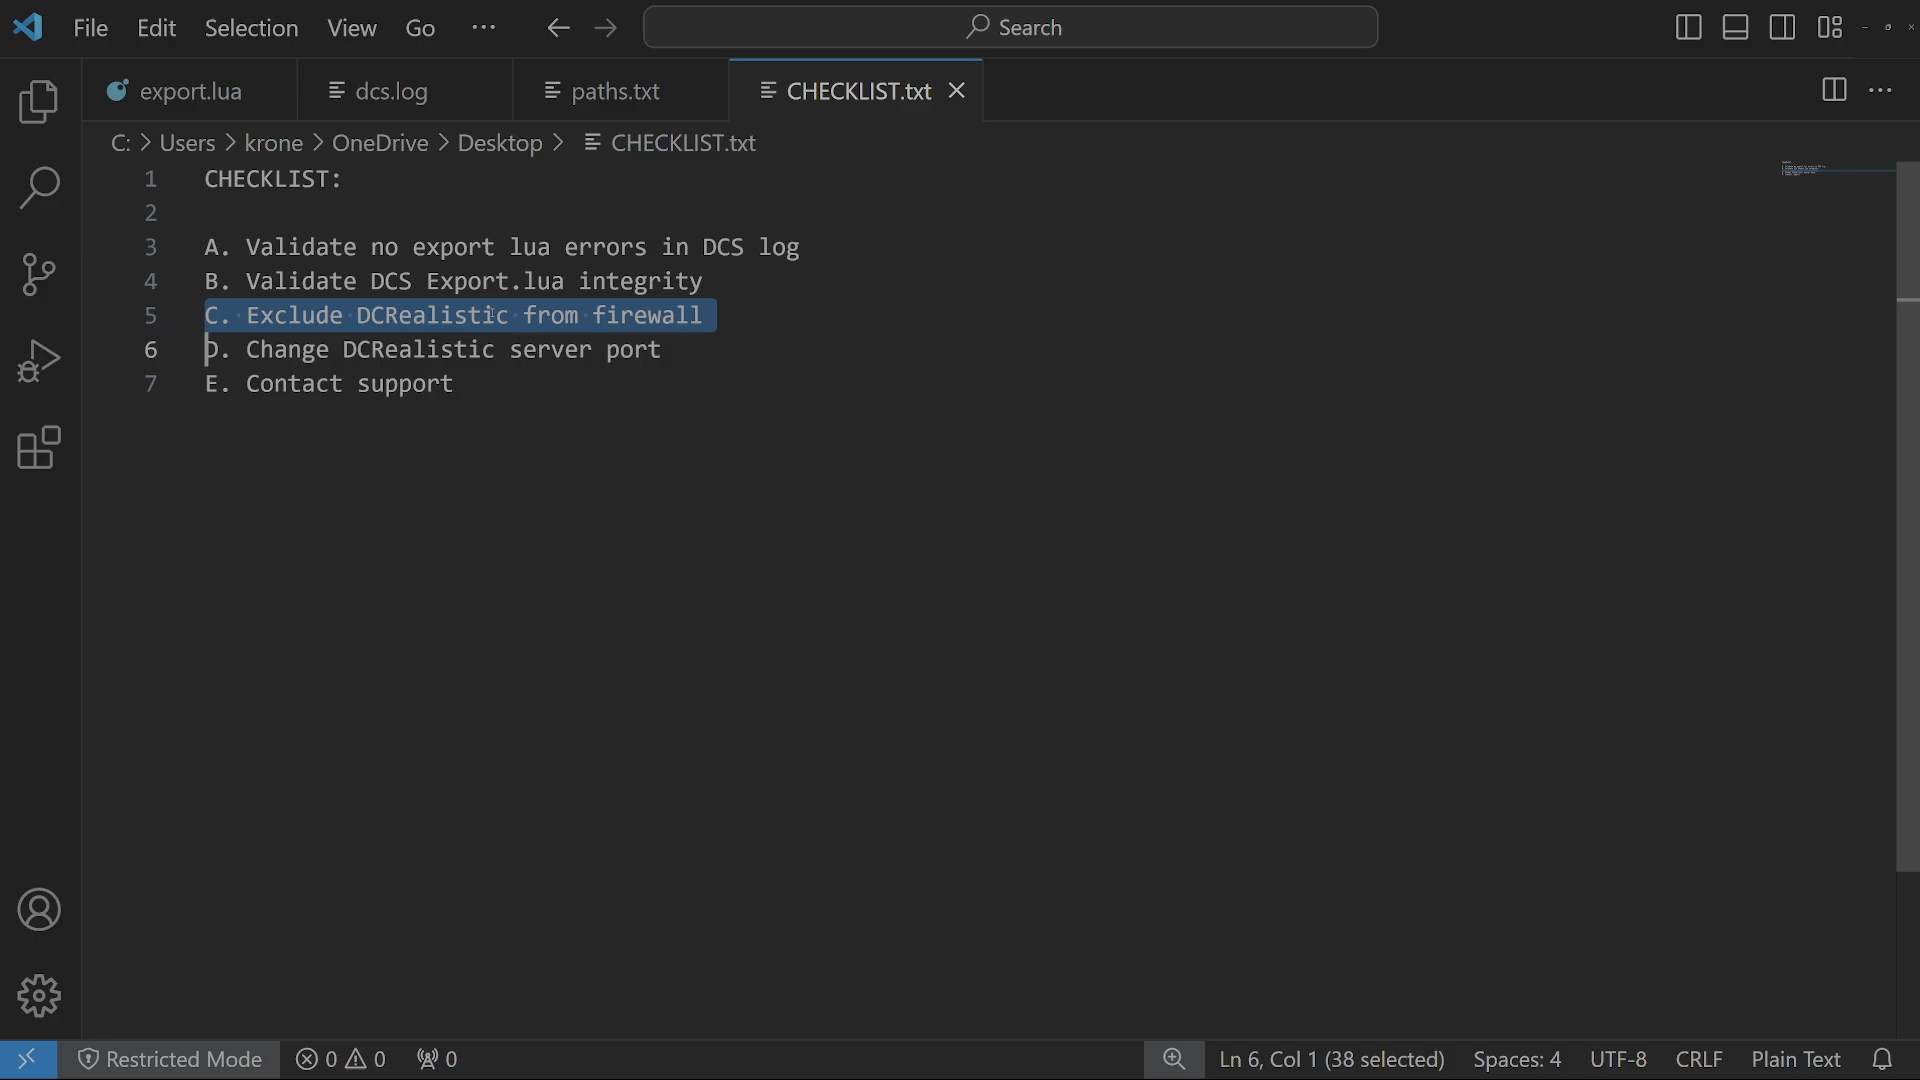 File Edit Selection View Go ··· Search
export.lua dcs.log paths.txt CHECKLIST.txt
C: > Users > krone > OneDrive > Desktop > CHECKLIST.txt
1 CHECKLIST:
2
3 A. Validate no export lua errors in DCS log
4 B. Validate DCS Export.lua integrity
5 C. Exclude DCRealistic from firewall
6 D. Change DCRealistic server port
7 E. Contact support
Restricted Mode 0 0 0 Ln 6, Col 1 (38 selected) Spaces: 4 UTF-8 CRLF Plain Text